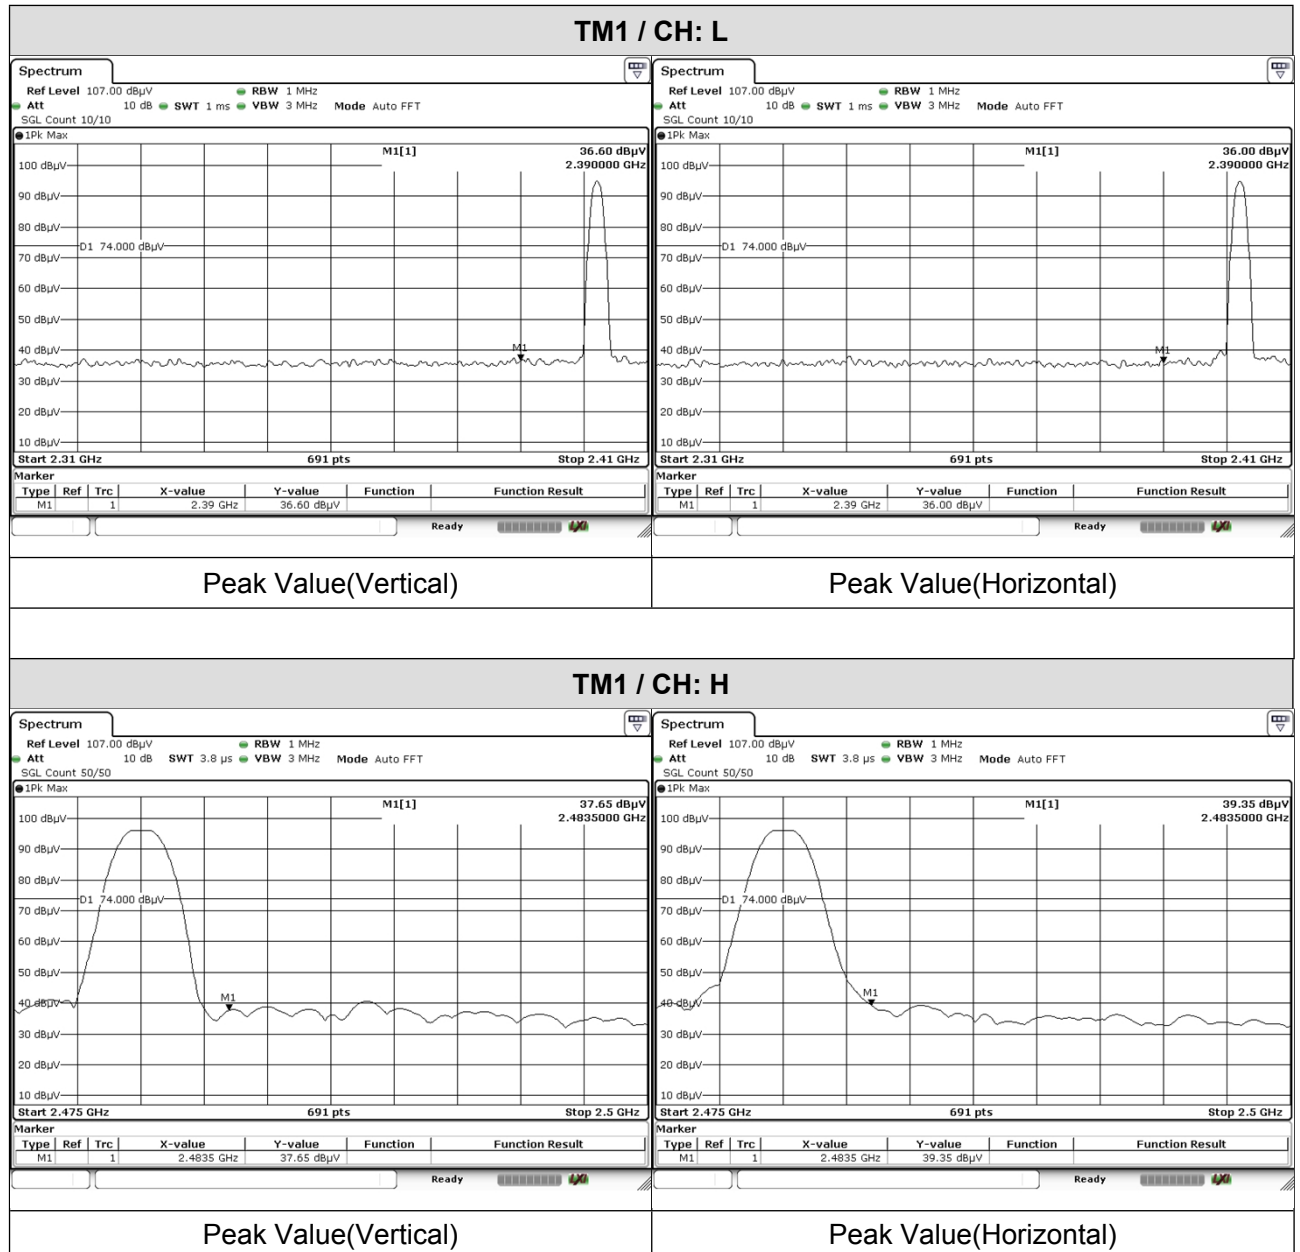 TM1 / CH: L
Spectrum
Ref Level 107.00 dBµV RBW 1 MHz
Att 10 dB SWT 1 ms VBW 3 MHz Mode Auto FFT
SGL Count 10/10
1Pk Max
M1[1] 36.60 dBµV
2.390000 GHz
100 dBµV
90 dBµV
80 dBµV
D1 74.000 dBµV
70 dBµV
60 dBµV
50 dBµV
40 dBµV
M1
30 dBµV
20 dBµV
10 dBµV
Start 2.31 GHz 691 pts Stop 2.41 GHz
Marker
Type Ref Trc X-value Y-value Function Function Result
M1 1 2.39 GHz 36.60 dBµV
Ready LXI
Peak Value(Vertical)
Spectrum
Ref Level 107.00 dBµV RBW 1 MHz
Att 10 dB SWT 1 ms VBW 3 MHz Mode Auto FFT
SGL Count 10/10
1Pk Max
M1[1] 36.00 dBµV
2.390000 GHz
100 dBµV
90 dBµV
80 dBµV
D1 74.000 dBµV
70 dBµV
60 dBµV
50 dBµV
40 dBµV
M1
30 dBµV
20 dBµV
10 dBµV
Start 2.31 GHz 691 pts Stop 2.41 GHz
Marker
Type Ref Trc X-value Y-value Function Function Result
M1 1 2.39 GHz 36.00 dBµV
Ready LXI
Peak Value(Horizontal)
TM1 / CH: H
Spectrum
Ref Level 107.00 dBµV RBW 1 MHz
Att 10 dB SWT 3.8 µs VBW 3 MHz Mode Auto FFT
SGL Count 50/50
1Pk Max
M1[1] 37.65 dBµV
2.4835000 GHz
100 dBµV
90 dBµV
80 dBµV
D1 74.000 dBµV
70 dBµV
60 dBµV
50 dBµV
40 dBµV
M1
30 dBµV
20 dBµV
10 dBµV
Start 2.475 GHz 691 pts Stop 2.5 GHz
Marker
Type Ref Trc X-value Y-value Function Function Result
M1 1 2.4835 GHz 37.65 dBµV
Ready LXI
Peak Value(Vertical)
Spectrum
Ref Level 107.00 dBµV RBW 1 MHz
Att 10 dB SWT 3.8 µs VBW 3 MHz Mode Auto FFT
SGL Count 50/50
1Pk Max
M1[1] 39.35 dBµV
2.4835000 GHz
100 dBµV
90 dBµV
80 dBµV
D1 74.000 dBµV
70 dBµV
60 dBµV
50 dBµV
40 dBµV
M1
30 dBµV
20 dBµV
10 dBµV
Start 2.475 GHz 691 pts Stop 2.5 GHz
Marker
Type Ref Trc X-value Y-value Function Function Result
M1 1 2.4835 GHz 39.35 dBµV
Ready LXI
Peak Value(Horizontal)